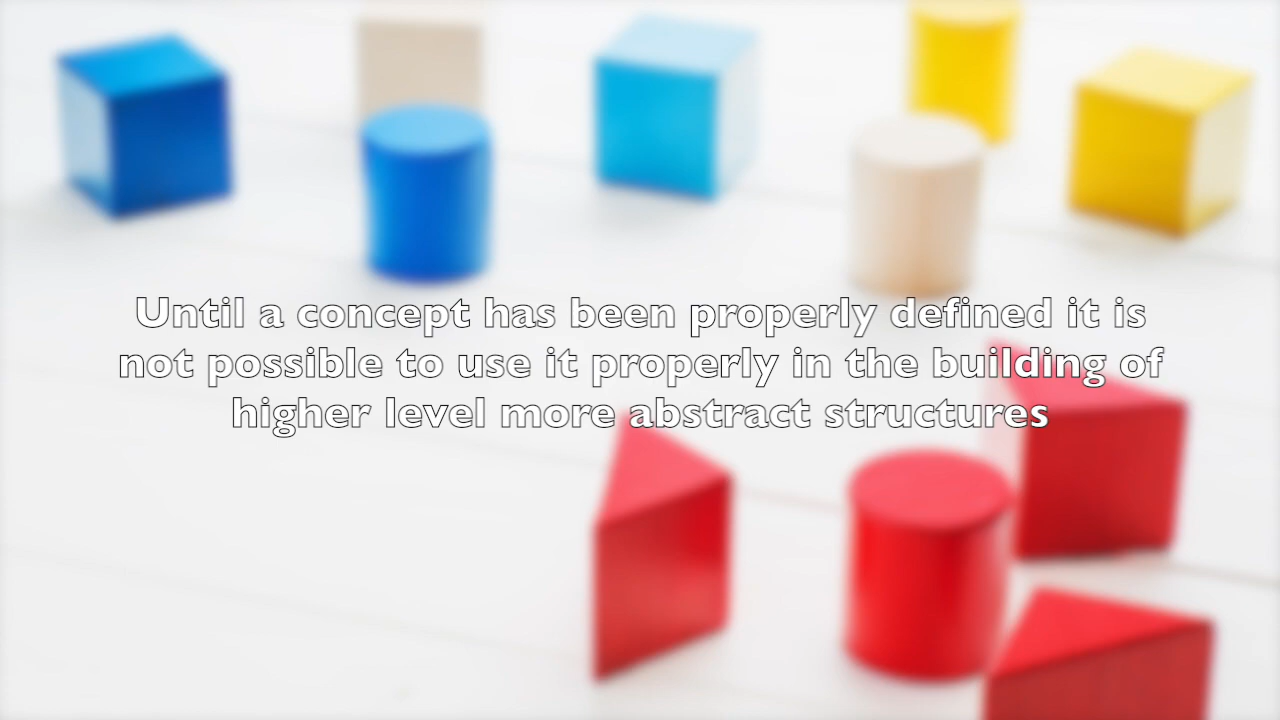 Until a concept has been properly defined it is
not possible to use it properly in the building of
higher level more abstract structures